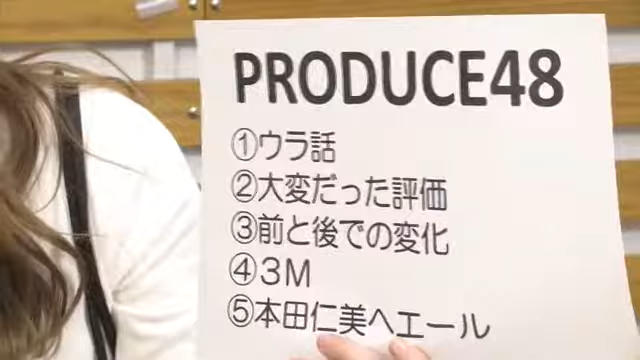 PRODUCE48
①ウラ話
②大変だった評価
③前と後での変化
④3M
⑤本田仁美へエール